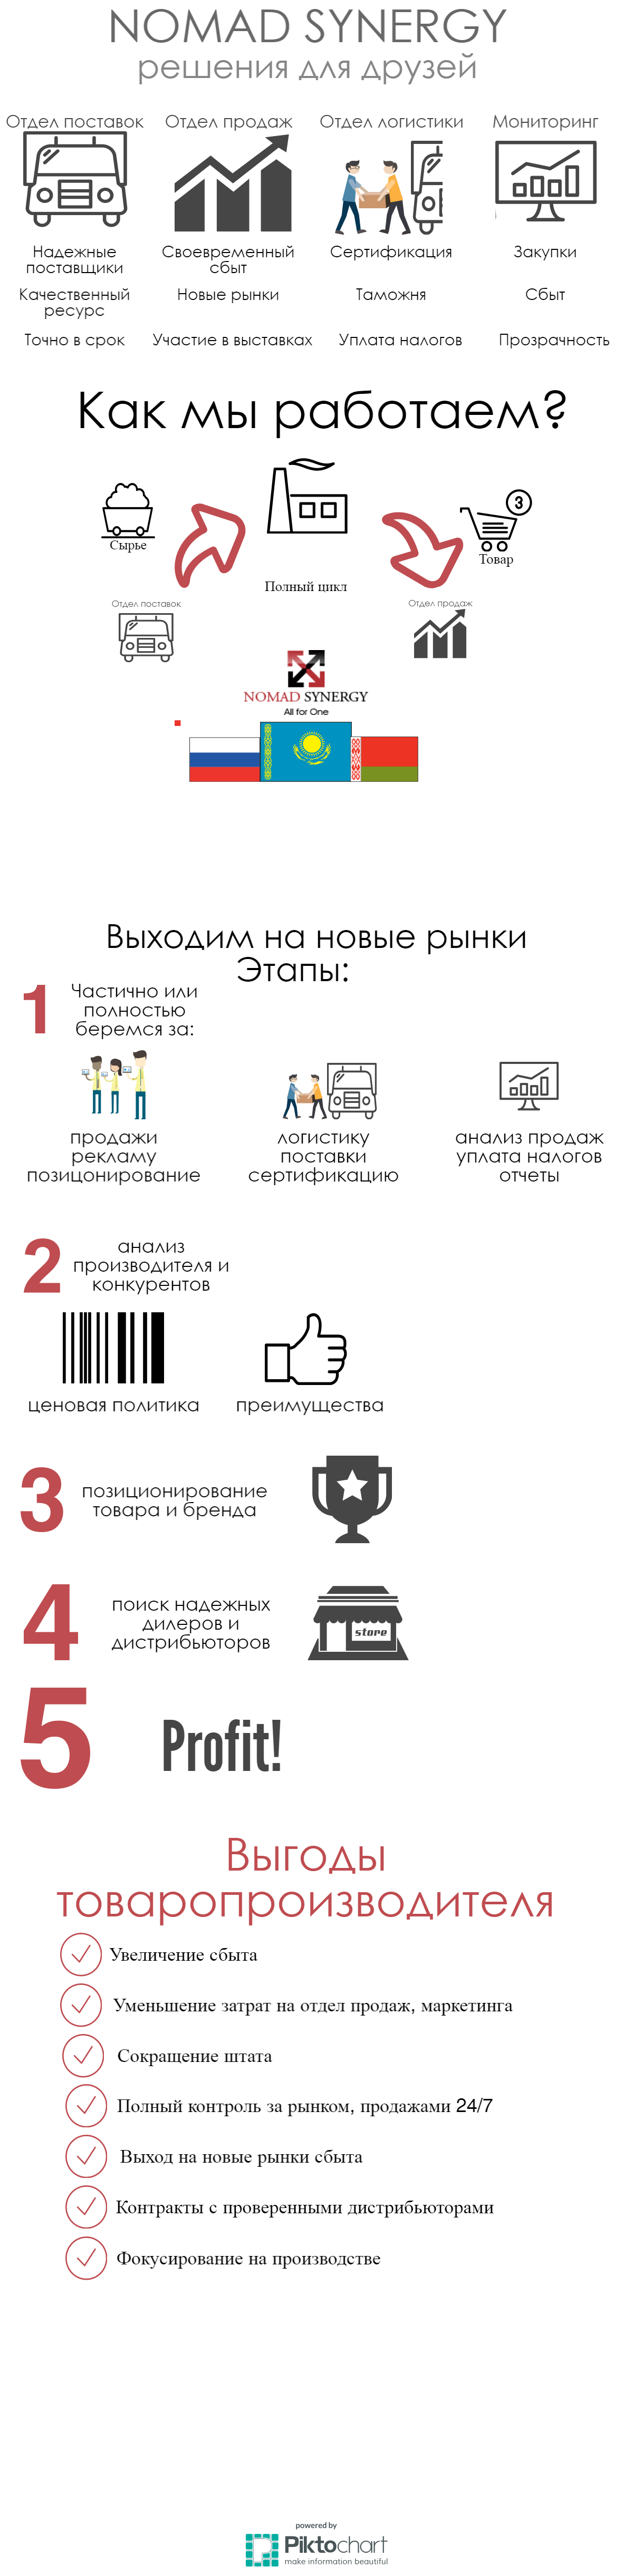 NOMAD SYNERGY
решения для друзей
Отдел поставок
Отдел продаж
Отдел логистики
Мониторинг
Надежные
поставщики
Своевременный
сбыт
Сертификация
Закупки
Качественный
ресурс
Новые рынки
Таможня
Сбыт
Точно в срок
Участие в выставках
Уплата налогов
Прозрачность
Как мы работаем?
3
Сырье
Товар
Полный цикл
Отдел поставок
Отдел продаж
NOMAD SYNERGY
All for One
Выходим на новые рынки
Этапы:
1
Частично или
полностью
беремся за:
продажи
рекламу
позицонирование
логистику
поставки
сертификацию
анализ продаж
уплата налогов
отчеты
2
анализ
производителя и
конкурентов
ценовая политика
преимущества
3
позиционирование
товара и бренда
4
поиск надежных
дилеров и
дистрибьюторов
store
5
Profit!
Выгоды
товаропроизводителя
Увеличение сбыта
Уменьшение затрат на отдел продаж, маркетинга
Сокращение штата
Полный контроль за рынком, продажами 24/7
Выход на новые рынки сбыта
Контракты с проверенными дистрибьюторами
Фокусирование на производстве
powered by
Piktochart
make information beautiful